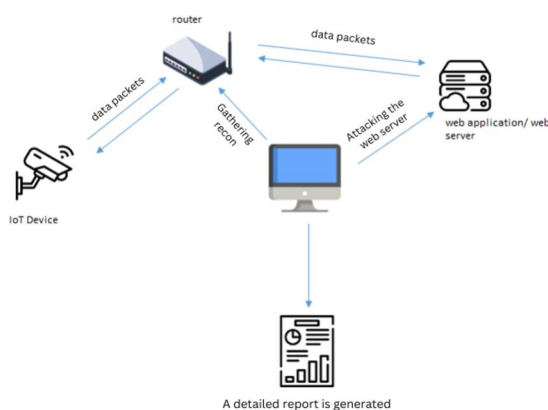 router
data packets
data packets
Gathering
recon
Attacking the
web server
web application/ web
server
IoT Device
A detailed report is generated